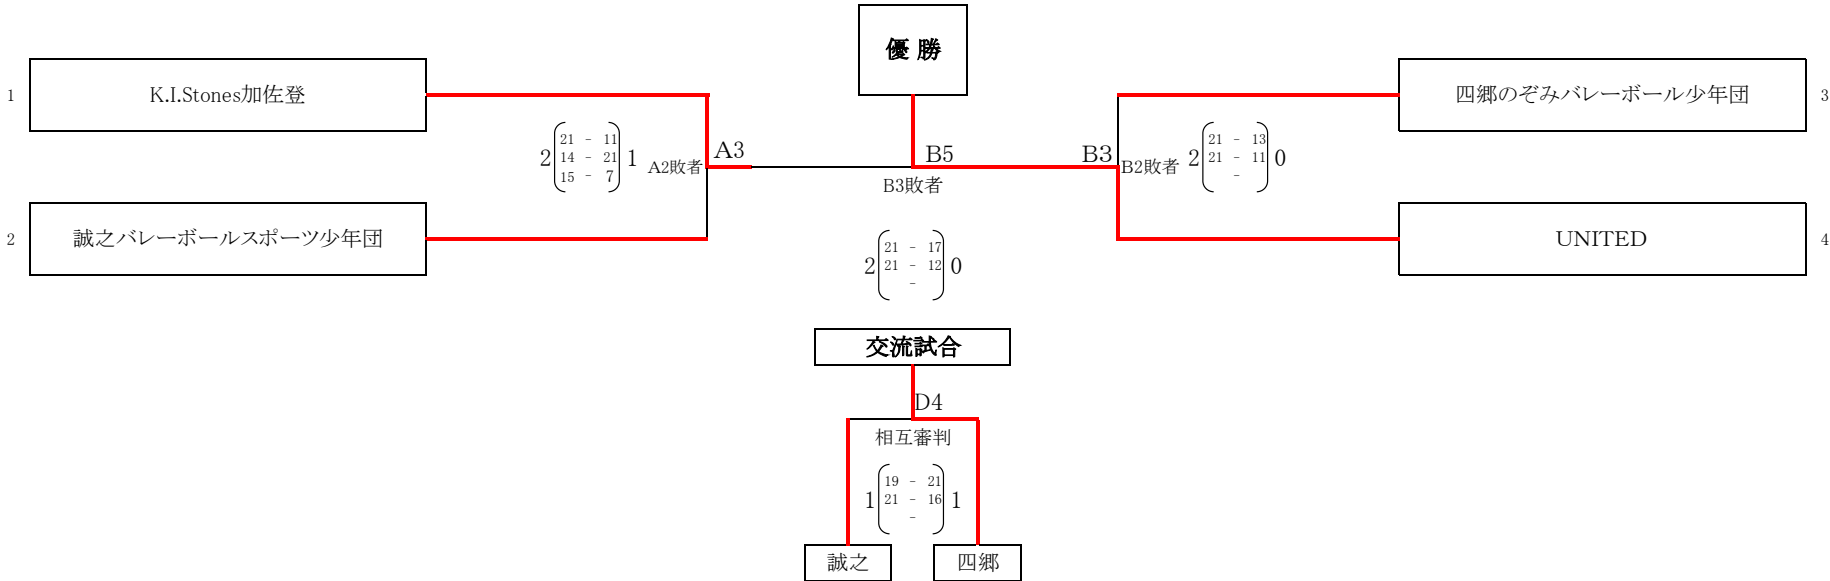 優 勝
1 K.I.Stones加佐登
四郷のぞみバレーボール少年団 3
2 21 - 11 1
14 - 21
15 - 7
A2敗者 A3
B5
B3敗者
B3
B2敗者 2 21 - 13 0
21 - 11
-
2 誠之バレーボールスポーツ少年団
UNITED 4
2 21 - 17 0
21 - 12
-
交流試合
D4
相互審判
1 19 - 21 1
21 - 16
-
誠之 四郷